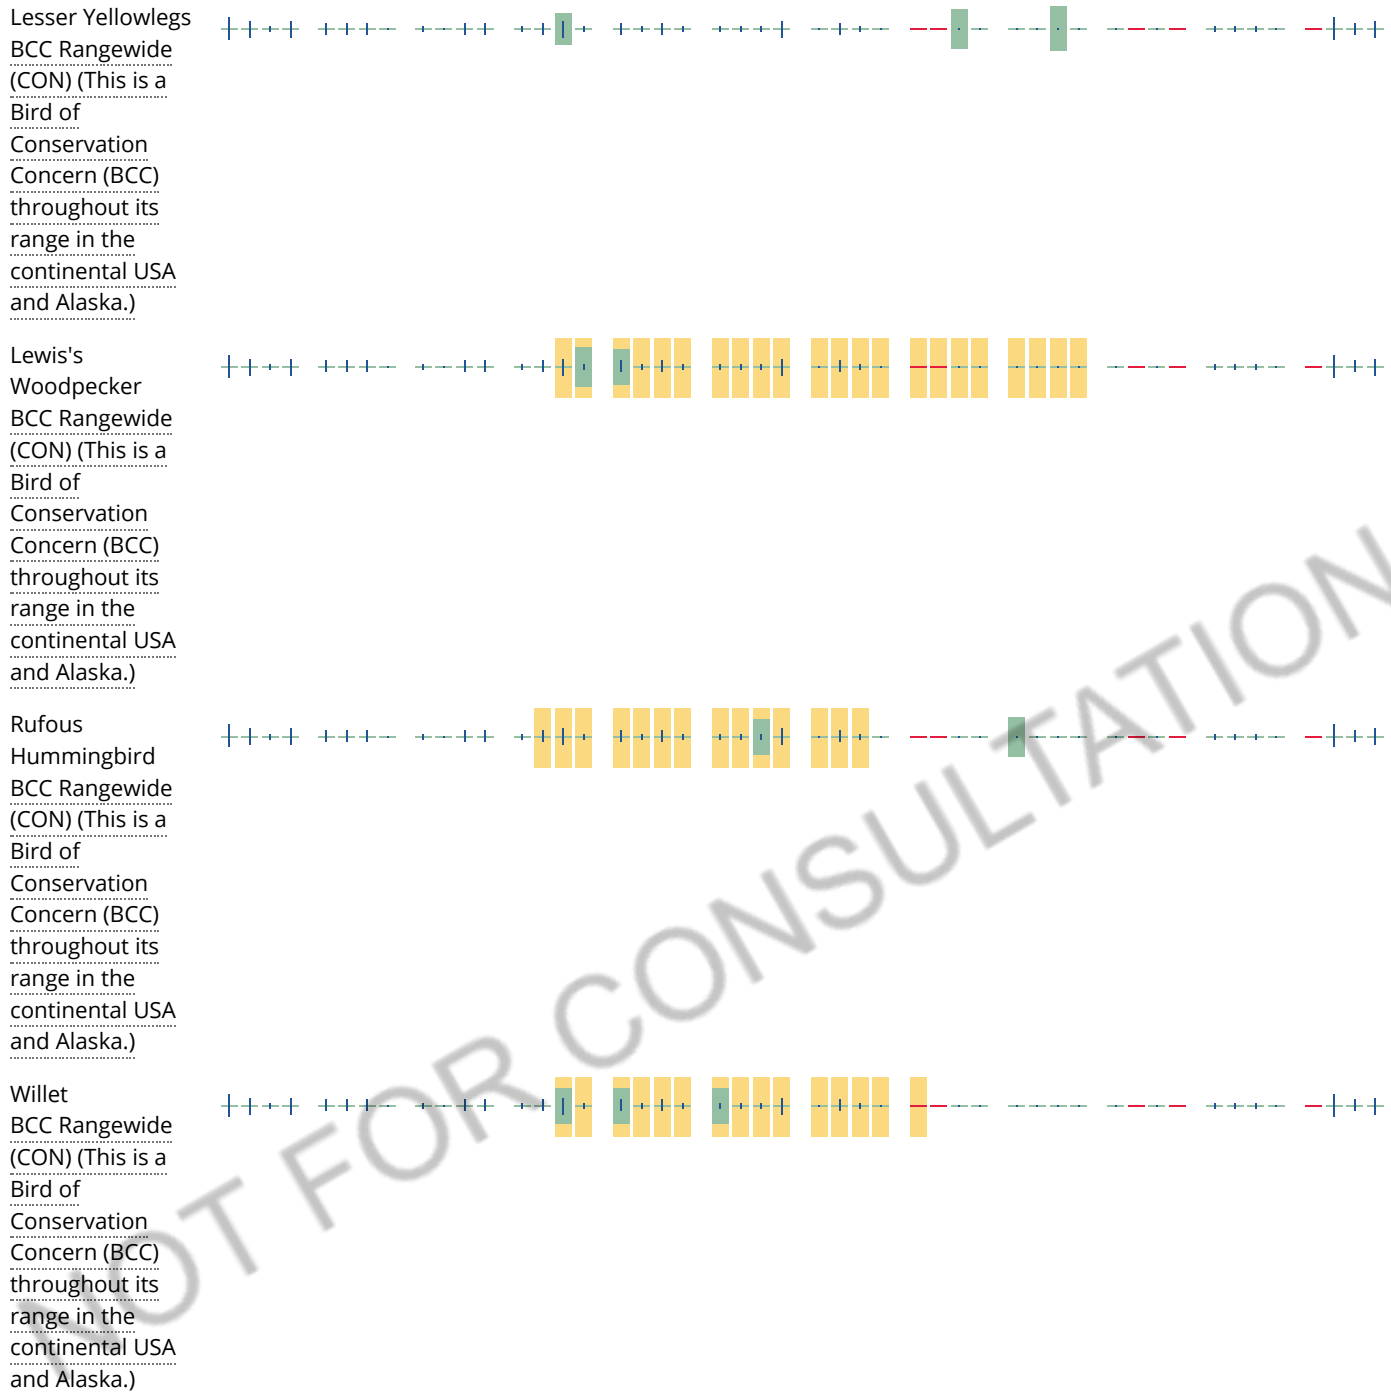 Lesser Yellowlegs
BCC Rangewide
(CON) (This is a
Bird of
Conservation
Concern (BCC)
throughout its
range in the
continental USA
and Alaska.)
Lewis's
Woodpecker
BCC Rangewide
(CON) (This is a
Bird of
Conservation
Concern (BCC)
throughout its
range in the
continental USA
and Alaska.)
Rufous
Hummingbird
BCC Rangewide
(CON) (This is a
Bird of
Conservation
Concern (BCC)
throughout its
range in the
continental USA
and Alaska.)
Willet
BCC Rangewide
(CON) (This is a
Bird of
Conservation
Concern (BCC)
throughout its
range in the
continental USA
and Alaska.)
NOT FOR CONSULTATION